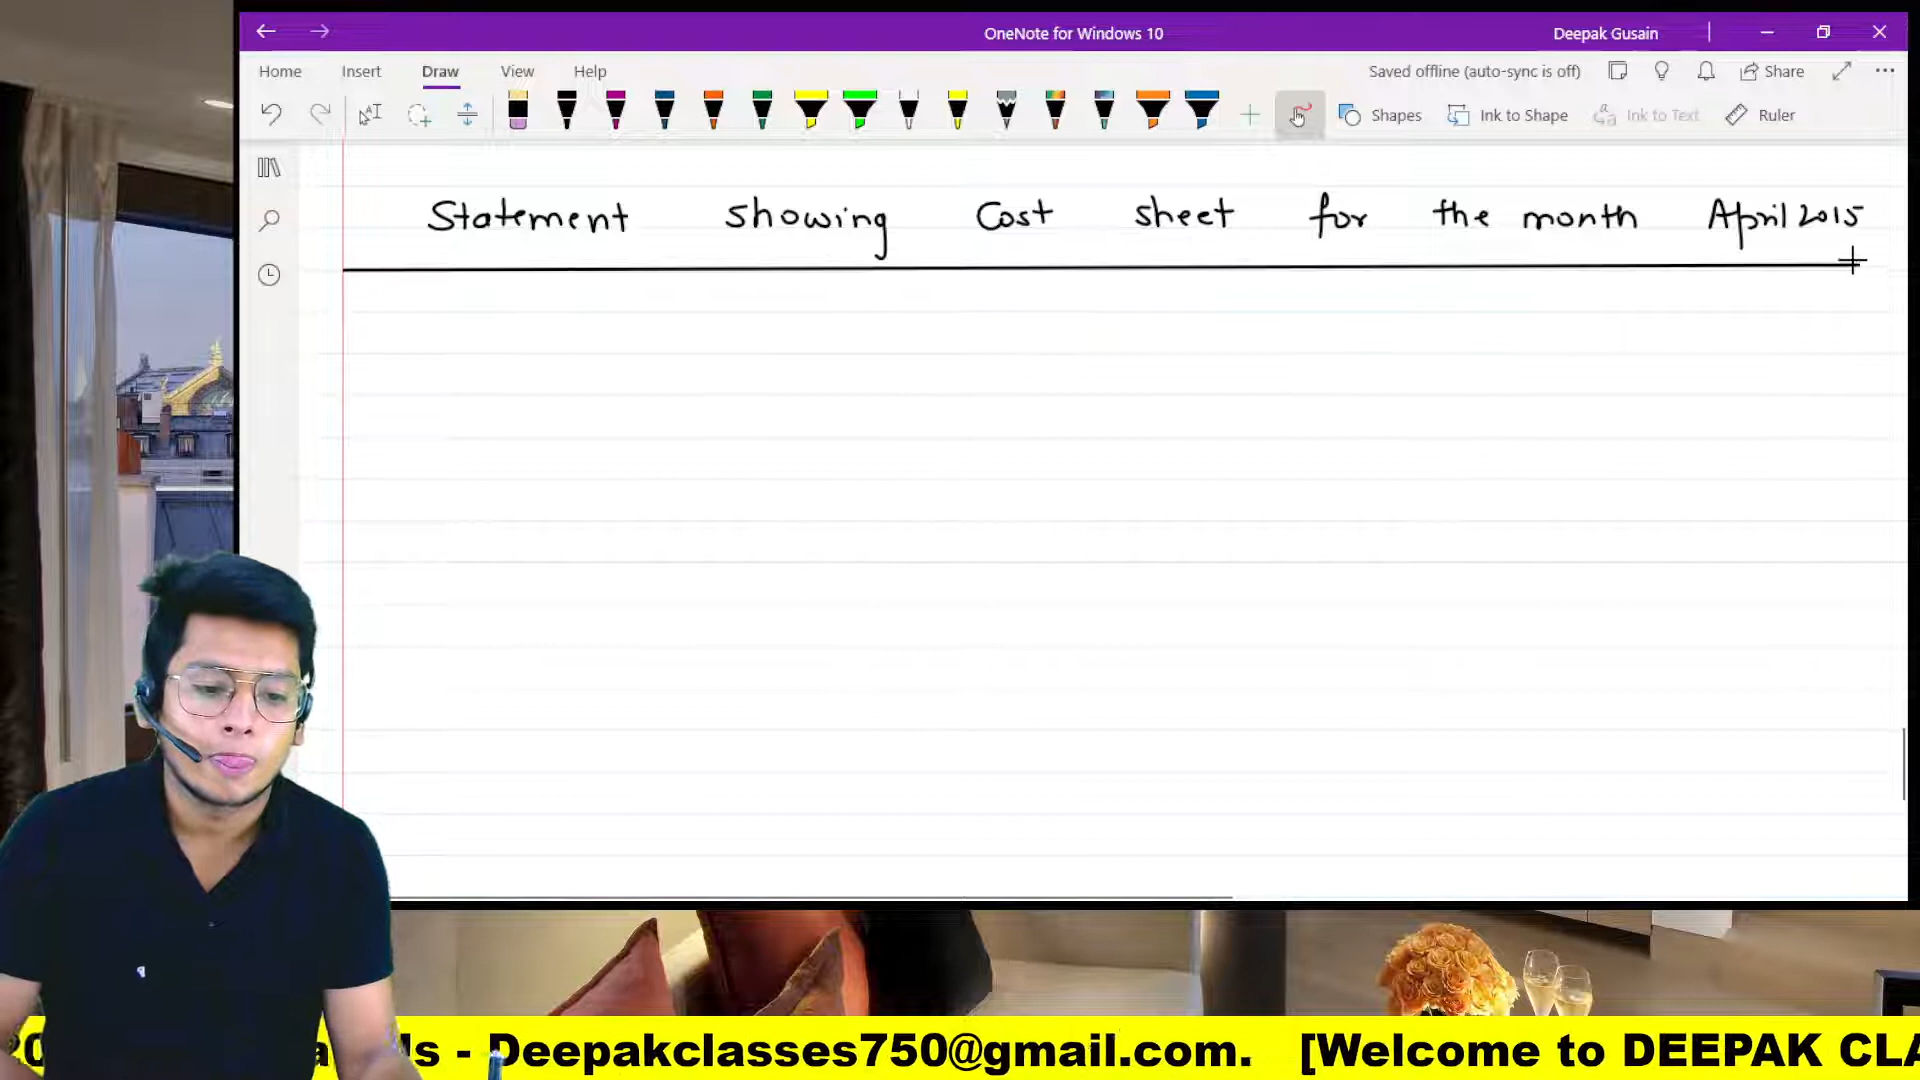 OneNote for Windows 10
Deepak Gusain
Home Insert Draw View Help
Saved offline (auto-sync is off)
Share
Shapes
Ink to Shape
Ink to Text
Ruler
Statement showing Cost sheet for the month April 2015
- Deepakclasses750@gmail.com. [Welcome to DEEPAK CLA